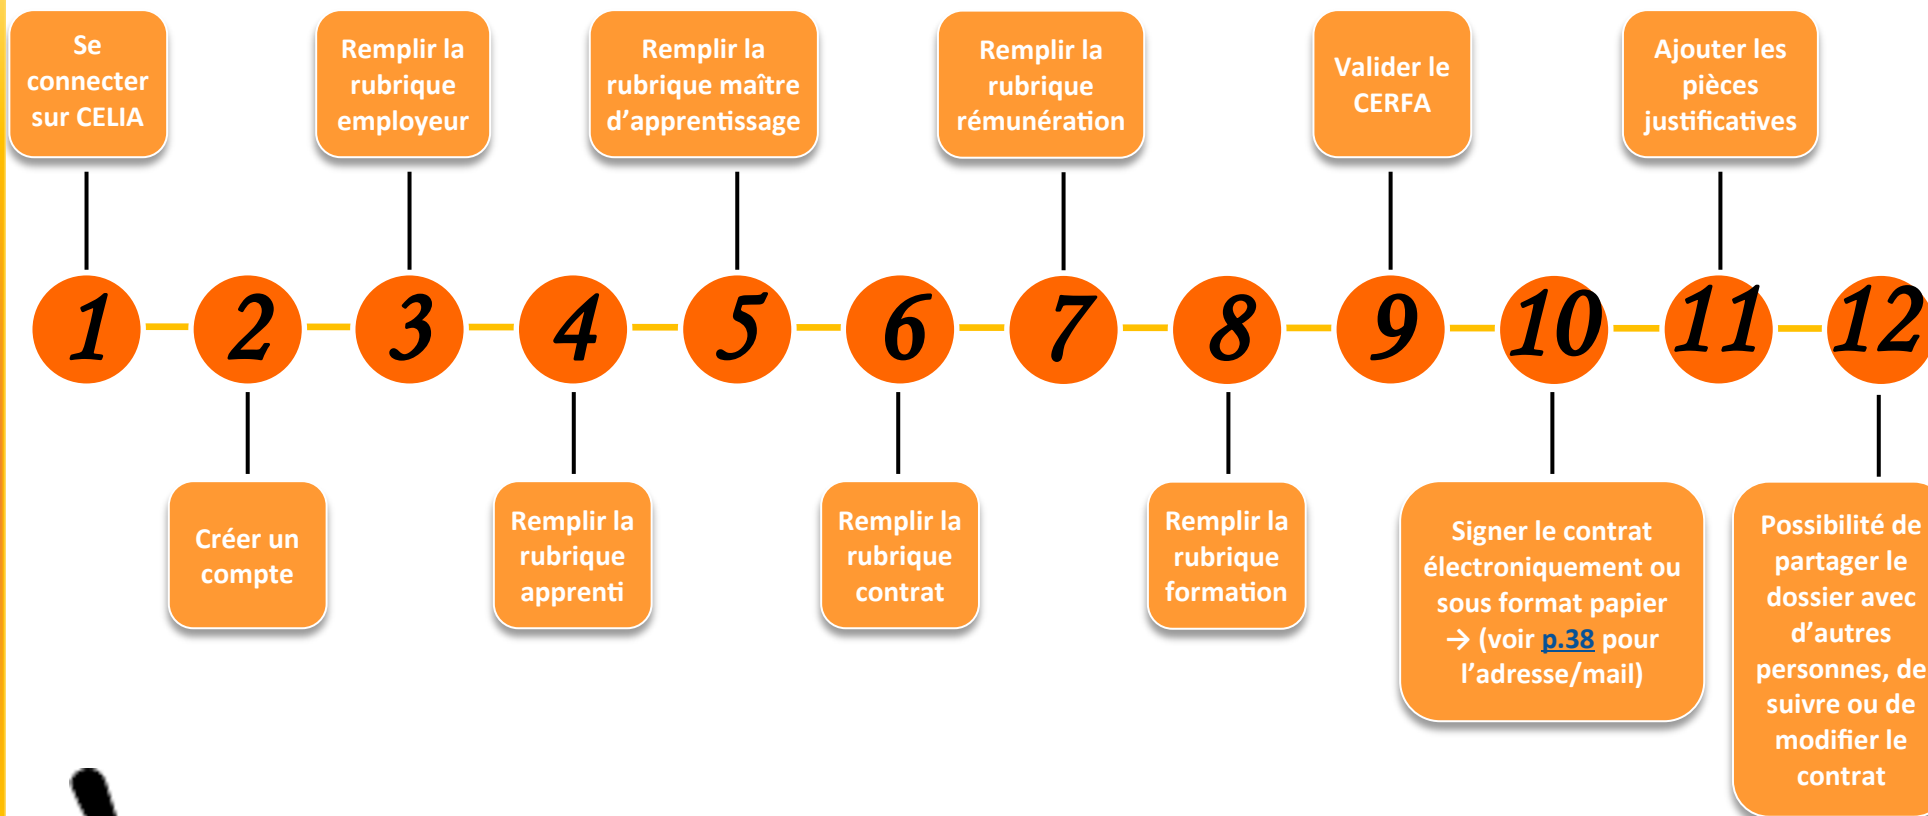 Se
connecter
sur CELIA
Remplir la
rubrique
employeur
Remplir la
rubrique maître
d’apprentissage
Remplir la
rubrique
rémunération
Valider le
CERFA
Ajouter les
pièces
justificatives
1 2 3 4 5 6 7 8 9 10 11 12
Créer un
compte
Remplir la
rubrique
apprenti
Remplir la
rubrique
contrat
Remplir la
rubrique
formation
Signer le contrat
électroniquement ou
sous format papier
→ (voir p.38 pour
l’adresse/mail)
Possibilité de
partager le
dossier avec
d’autres
personnes, de
suivre ou de
modifier le
contrat